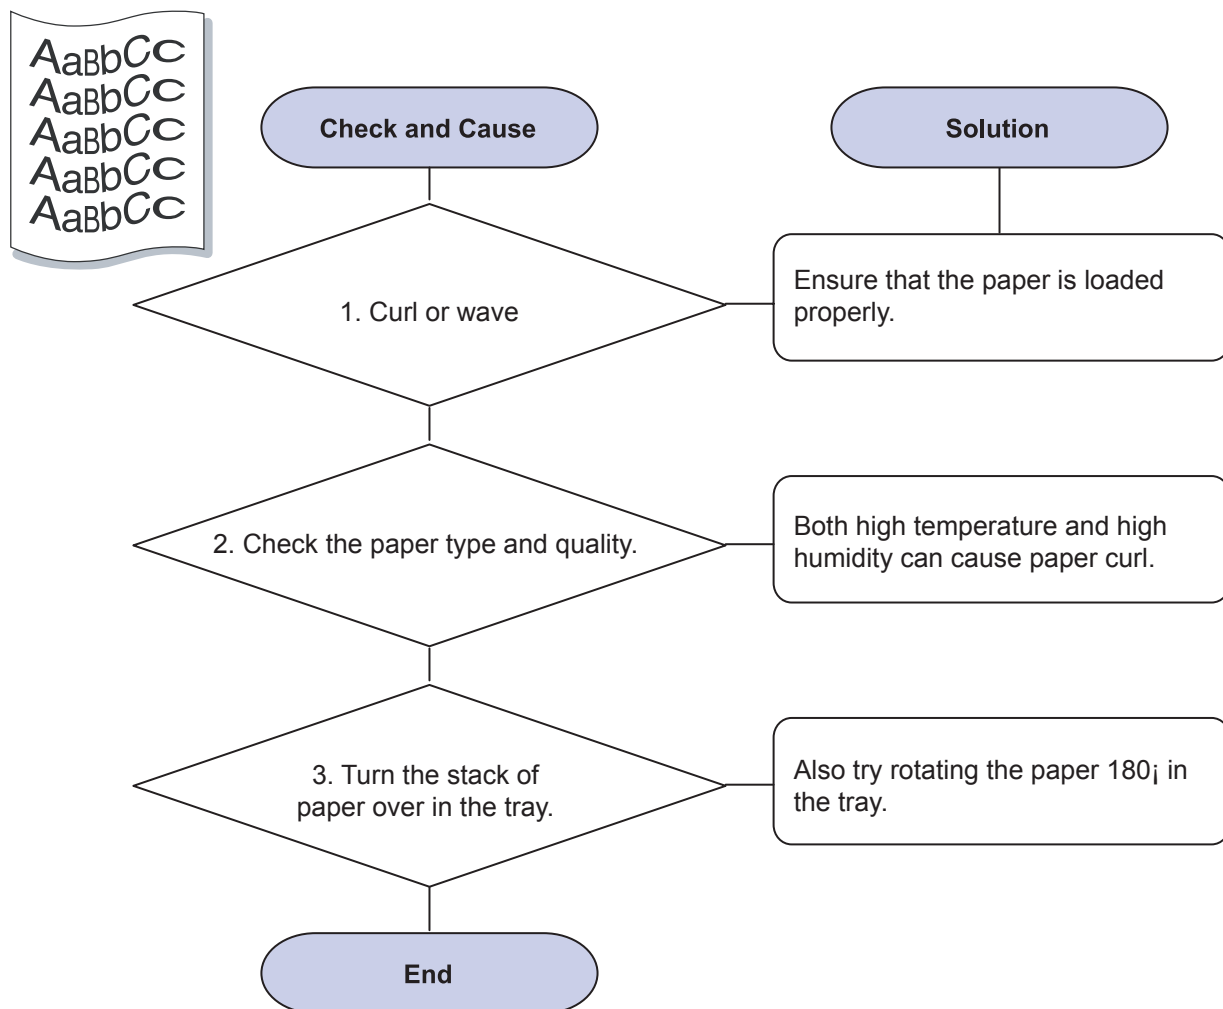 AaBbCc
AaBbCc
AaBbCc
AaBbCc
AaBbCc
Check and Cause
Solution
1. Curl or wave
Ensure that the paper is loaded
properly.
2. Check the paper type and quality.
Both high temperature and high
humidity can cause paper curl.
3. Turn the stack of
paper over in the tray.
Also try rotating the paper 180¡ in
the tray.
End